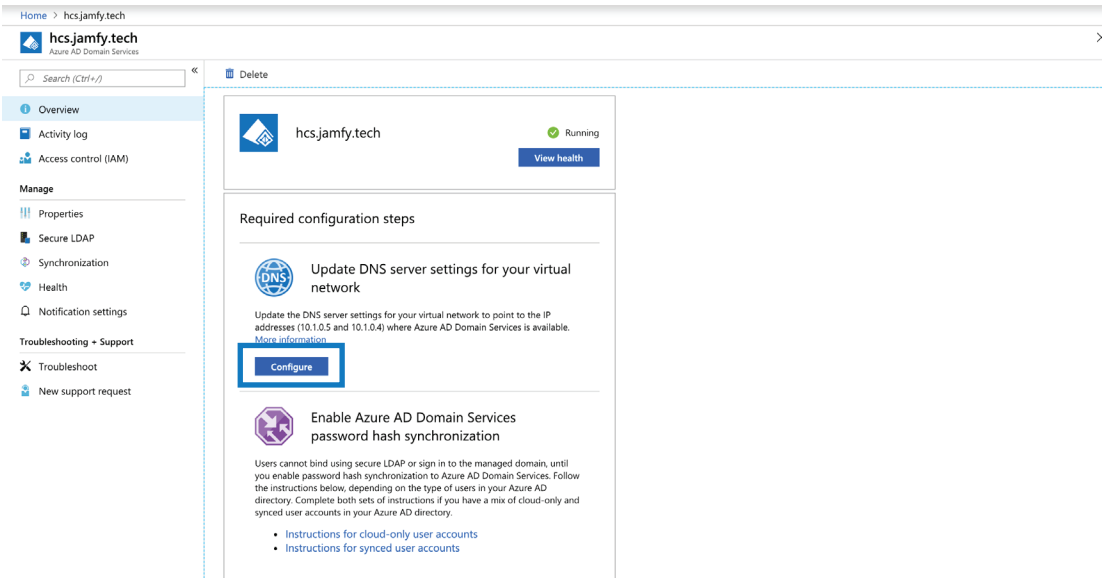 Home > hcs.jamfy.tech
hcs.jamfy.tech
Azure AD Domain Services
Search (Ctrl+/)
«
Delete
Overview
Activity log
Access control (IAM)
Manage
Properties
Secure LDAP
Synchronization
Health
Notification settings
Troubleshooting + Support
Troubleshoot
New support request
hcs.jamfy.tech
Running
View health
Required configuration steps
DNS
Update DNS server settings for your virtual
network
Update the DNS server settings for your virtual network to point to the IP
addresses (10.1.0.5 and 10.1.0.4) where Azure AD Domain Services is available.
More information
Configure
Enable Azure AD Domain Services
password hash synchronization
Users cannot bind using secure LDAP or sign in to the managed domain, until
you enable password hash synchronization to Azure AD Domain Services. Follow
the instructions below, depending on the type of users in your Azure AD
directory. Complete both sets of instructions if you have a mix of cloud-only and
synced user accounts in your Azure AD directory.
• Instructions for cloud-only user accounts
• Instructions for synced user accounts